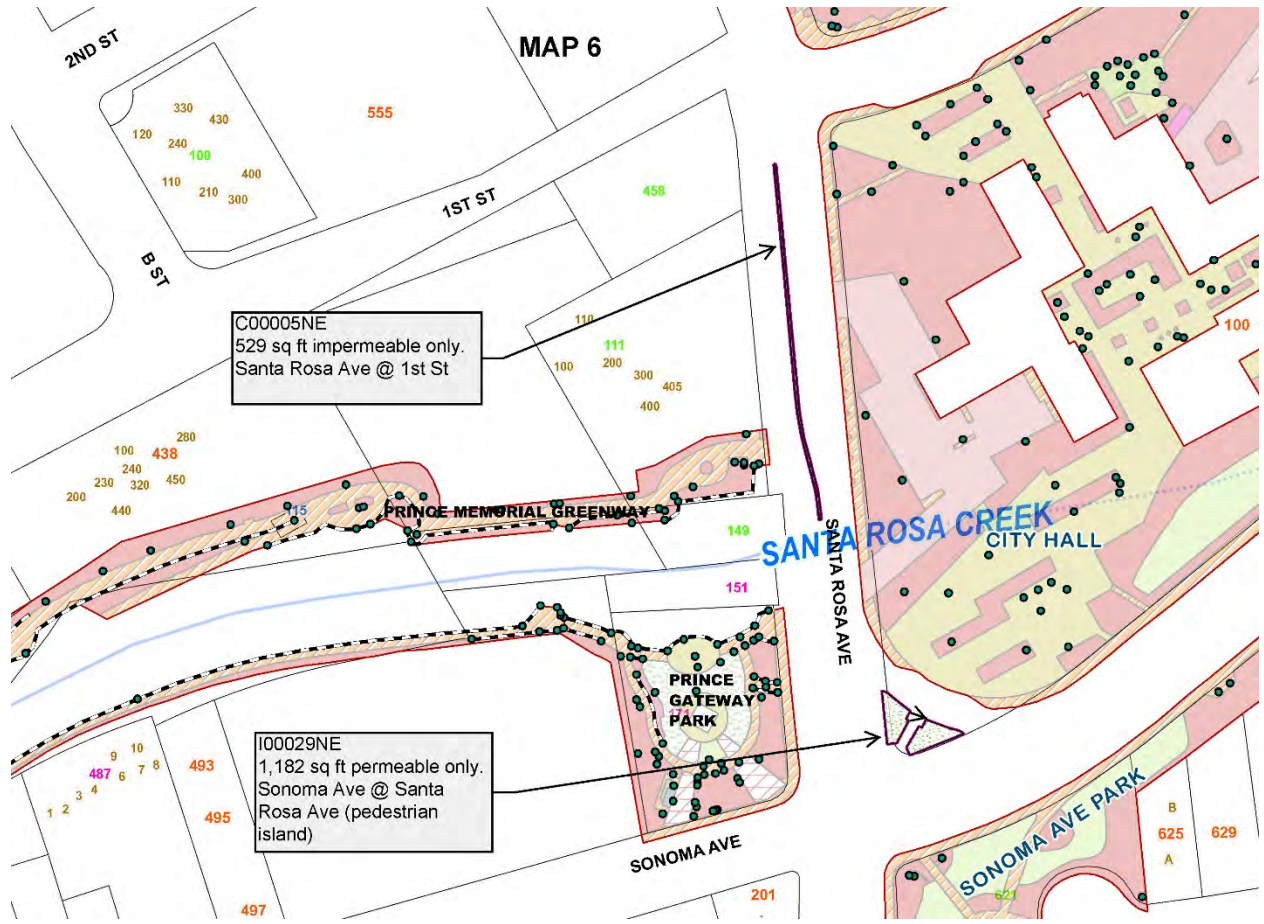 2ND ST
MAP 6
330
430
120
240
100
110
210
400
300
555
1ST ST
458
B ST
C00005NE
529 sq ft impermeable only.
Santa Rosa Ave @ 1st St
110
111
100
200
300
405
400
100
100
438
280
240
230
320
450
200
440
115
PRINCE MEMORIAL GREENWAY
149
SANTA ROSA CREEK
CITY HALL
151
SANTA ROSA AVE
PRINCE
GATEWAY
PARK
171
I00029NE
1,182 sq ft permeable only.
Sonoma Ave @ Santa
Rosa Ave (pedestrian
island)
9
10
487
6
7
8
1
2
3
4
493
495
497
SONOMA AVE
201
SONOMA AVE PARK
621
B
625
A
629